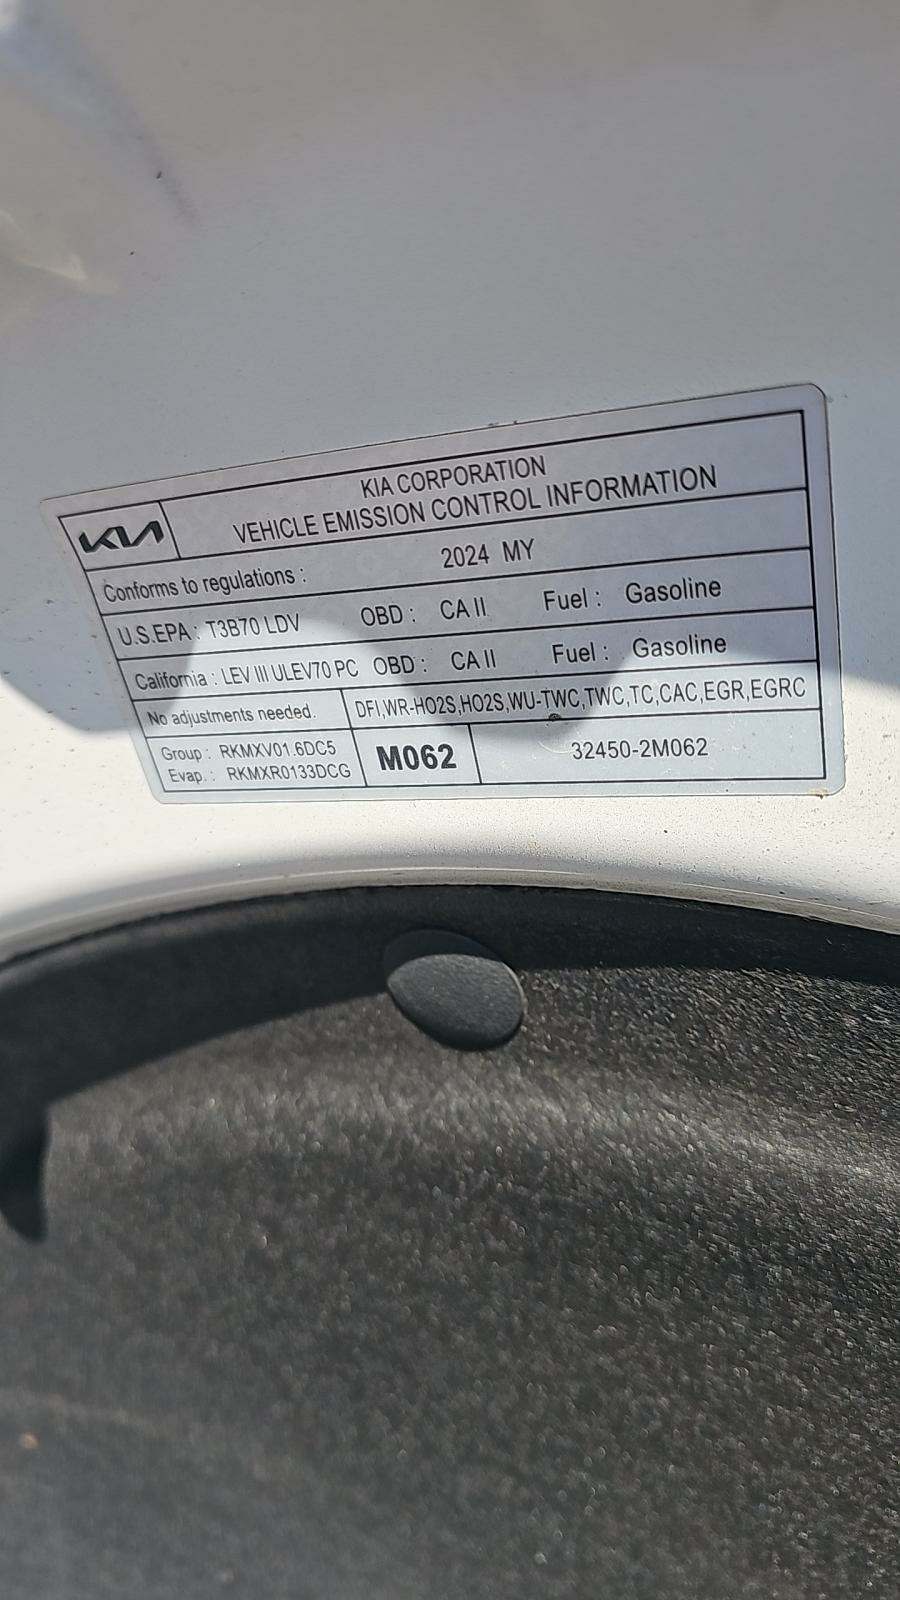 KIA
KIA CORPORATION
VEHICLE EMISSION CONTROL INFORMATION
Conforms to regulations : 2024 MY
U.S.EPA : T3B70 LDV OBD : CA II Fuel : Gasoline
California : LEV III ULEV70 PC OBD : CA II Fuel : Gasoline
No adjustments needed. DFI,WR-HO2S,HO2S,WU-TWC,TWC,TC,CAC,EGR,EGRC
Group : RKMXV01.6DC5
Evap. : RKMXR0133DCG
M062
32450-2M062